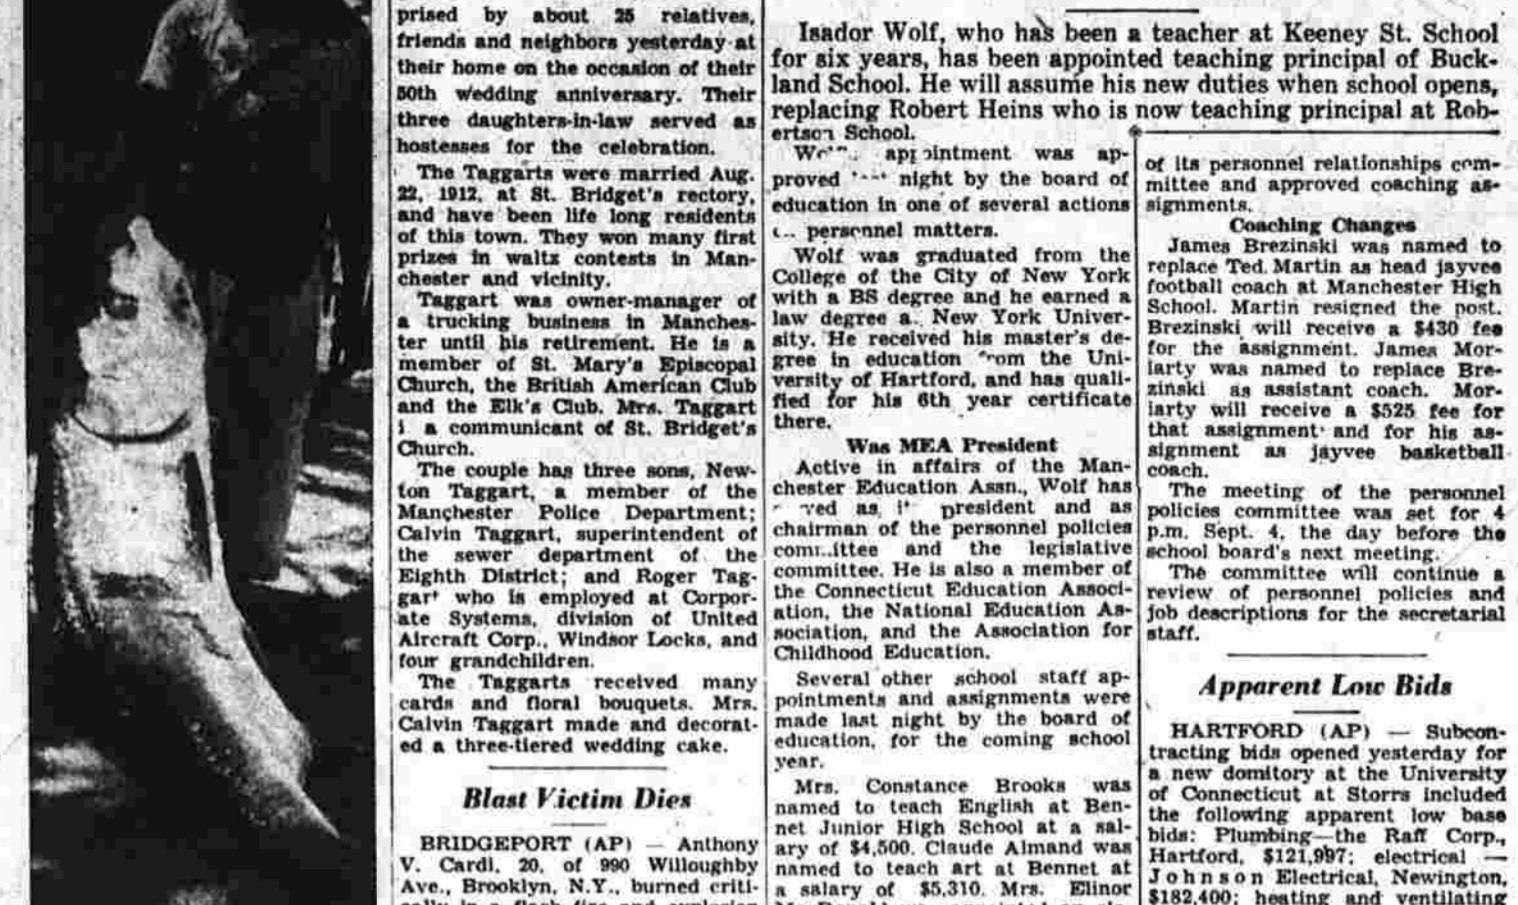 prised by about 25 relatives,
friends and neighbors yesterday at
their home on the occasion of their
50th wedding anniversary. Their
three daughters-in-law served as
hostesses for the celebration.
The Taggarts were married Aug.
22, 1912, at St. Bridget's rectory,
and have been life long residents
of this town. They won many first
prizes in waltz contests in Man-
chester and vicinity.
Taggart was owner-manager of
a trucking business in Manches-
ter until his retirement. He is a
member of St. Mary's Episcopal
Church, the British American Club
and the Elk's Club. Mrs. Taggart
i a communicant of St. Bridget's
Church.
The couple has three sons, New-
ton Taggart, a member of the
Manchester Police Department;
Calvin Taggart, superintendent of
the sewer department of the
Eighth District; and Roger Tag-
gart who is employed at Corpor-
ate Systems, division of United
Aircraft Corp., Windsor Locks, and
four grandchildren.
The Taggarts received many
cards and floral bouquets. Mrs.
Calvin Taggart made and decorat-
ed a three-tiered wedding cake.
Blast Victim Dies
BRIDGEPORT (AP) — Anthony
V. Cardi, 20, of 990 Willoughby
Ave., Brooklyn, N.Y., burned criti-
cally in a flash fire and explosion
Isador Wolf, who has been a teacher at Keeney St. School
for six years, has been appointed teaching principal of Buck-
land School. He will assume his new duties when school opens,
replacing Robert Heins who is now teaching principal at Rob-
ertson School.
appointment was ap-
proved night by the board of
education in one of several actions
personnel matters.
Wolf was graduated from the
College of the City of New York
with a BS degree and he earned a
law degree a. New York Univer-
sity. He received his master's de-
gree in education from the Uni-
versity of Hartford, and has quali-
fied for his 6th year certificate
there.
Was MEA President
Active in affairs of the Man-
chester Education Assn., Wolf has
ved as president and as
chairman of the personnel policies
committee and the legislative
committee. He is also a member of
the Connecticut Education Associ-
ation, the National Education As-
sociation, and the Association for
Childhood Education.
Several other school staff ap-
pointments and assignments were
made last night by the board of
education, for the coming school
year.
Mrs. Constance Brooks was
named to teach English at Ben-
net Junior High School at a sal-
ary of $4,500. Claude Almand was
named to teach art at Bennet at
a salary of $5,310. Mrs. Elinor
of its personnel relationships com-
mittee and approved coaching as-
signments.
Coaching Changes
James Brezinski was named to
replace Ted. Martin as head jayvee
football coach at Manchester High
School. Martin resigned the post.
Brezinski will receive a $430 fee
for the assignment. James Mor-
iarty was named to replace Bre-
zinski as assistant coach. Mor-
iarty will receive a $525 fee for
that assignment and for his as-
signment as jayvee basketball
coach.
The meeting of the personnel
policies committee was set for 4
p.m. Sept. 4, the day before the
school board's next meeting.
The committee will continue a
review of personnel policies and
job descriptions for the secretarial
staff.
Apparent Low Bids
HARTFORD (AP) — Subcon-
tracting bids opened yesterday for
a new domitory at the University
of Connecticut at Storrs included
the following apparent low base
bids: Plumbing—the Raff Corp.,
Hartford, $121,997; electrical —
Johnson Electrical, Newington,
$182,400; heating and ventilating